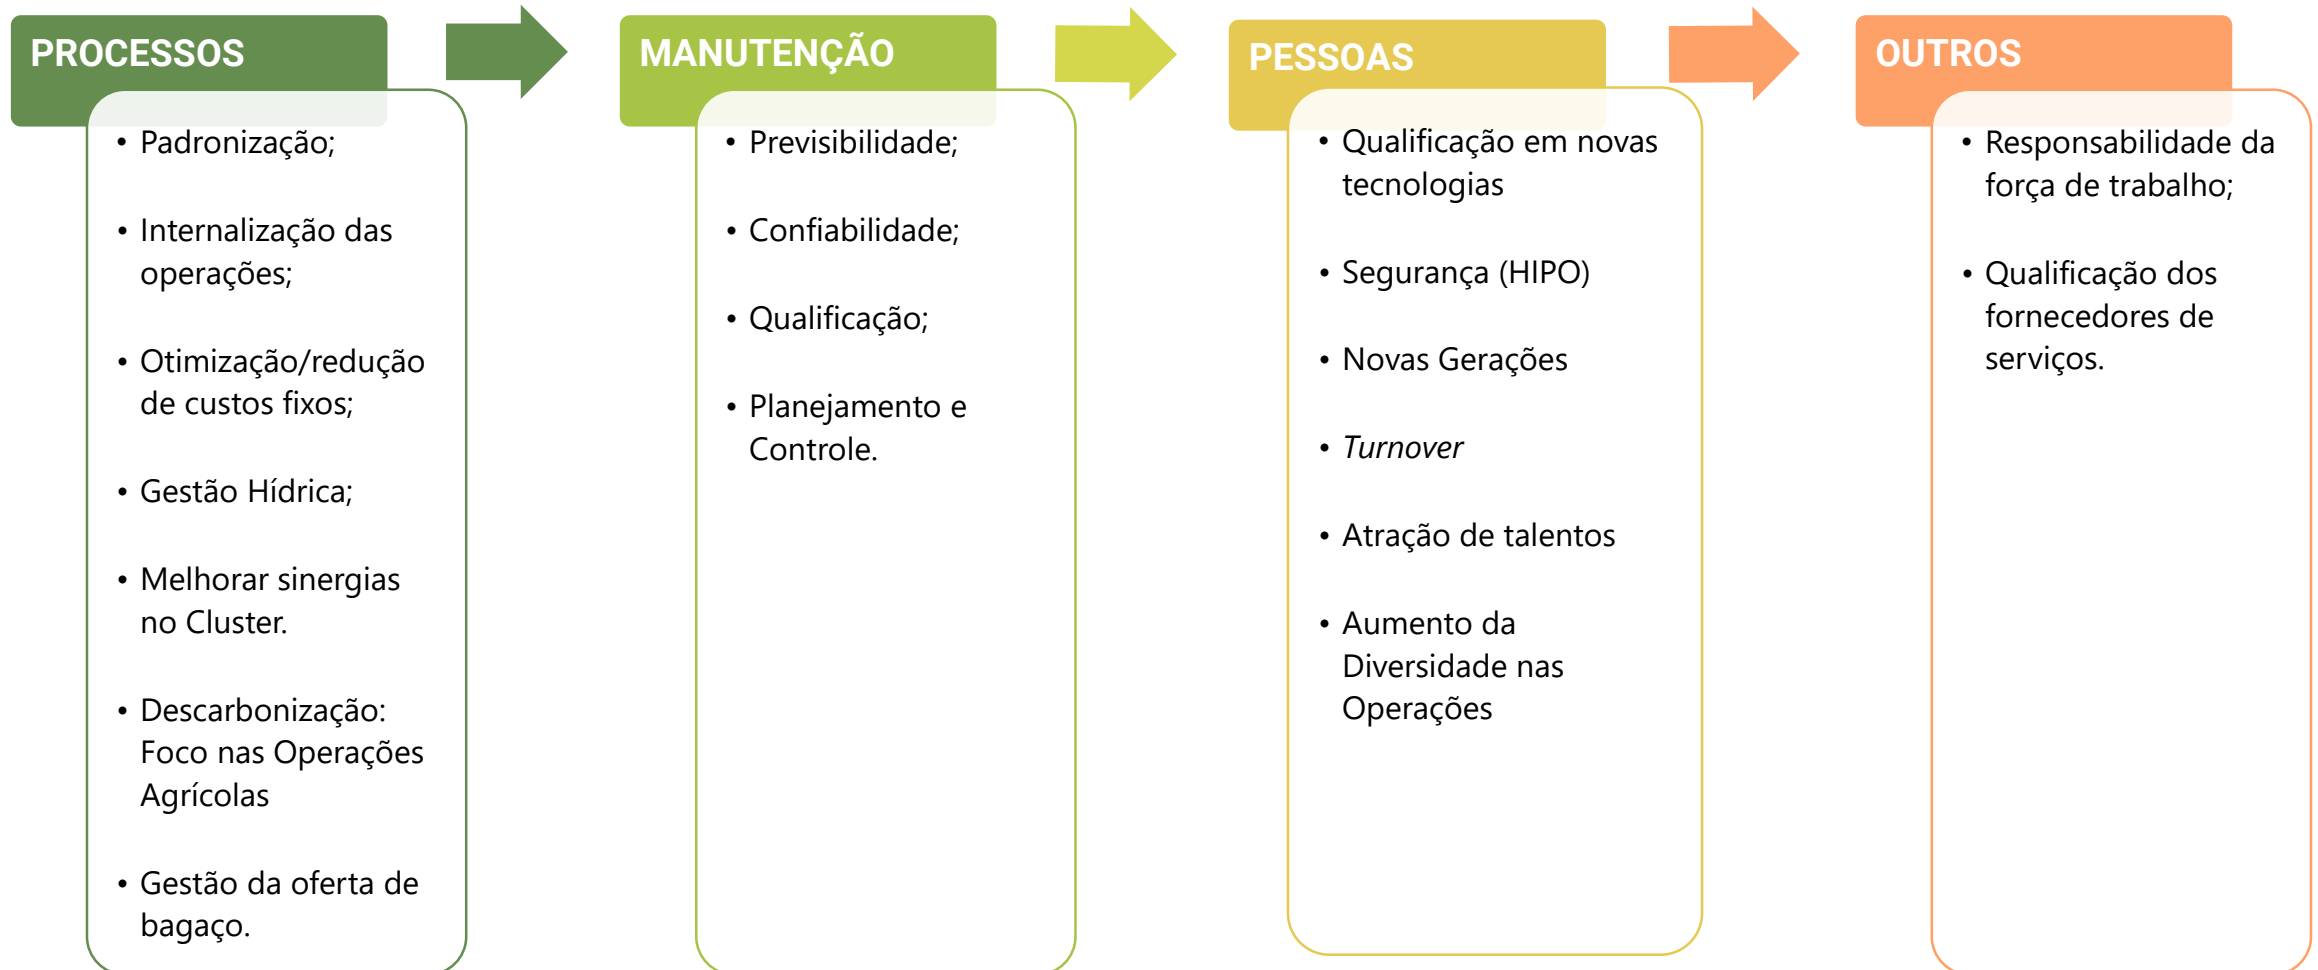 PROCESSOS
• Padronização;
• Internalização das
operações;
• Otimização/redução
de custos fixos;
• Gestão Hídrica;
• Melhorar sinergias
no Cluster.
• Descarbonização:
Foco nas Operações
Agrícolas
• Gestão da oferta de
bagaço.
MANUTENÇÃO
• Previsibilidade;
• Confiabilidade;
• Qualificação;
• Planejamento e
Controle.
PESSOAS
• Qualificação em novas
tecnologias
• Segurança (HIPO)
• Novas Gerações
• Turnover
• Atração de talentos
• Aumento da
Diversidade nas
Operações
OUTROS
• Responsabilidade da
força de trabalho;
• Qualificação dos
fornecedores de
serviços.